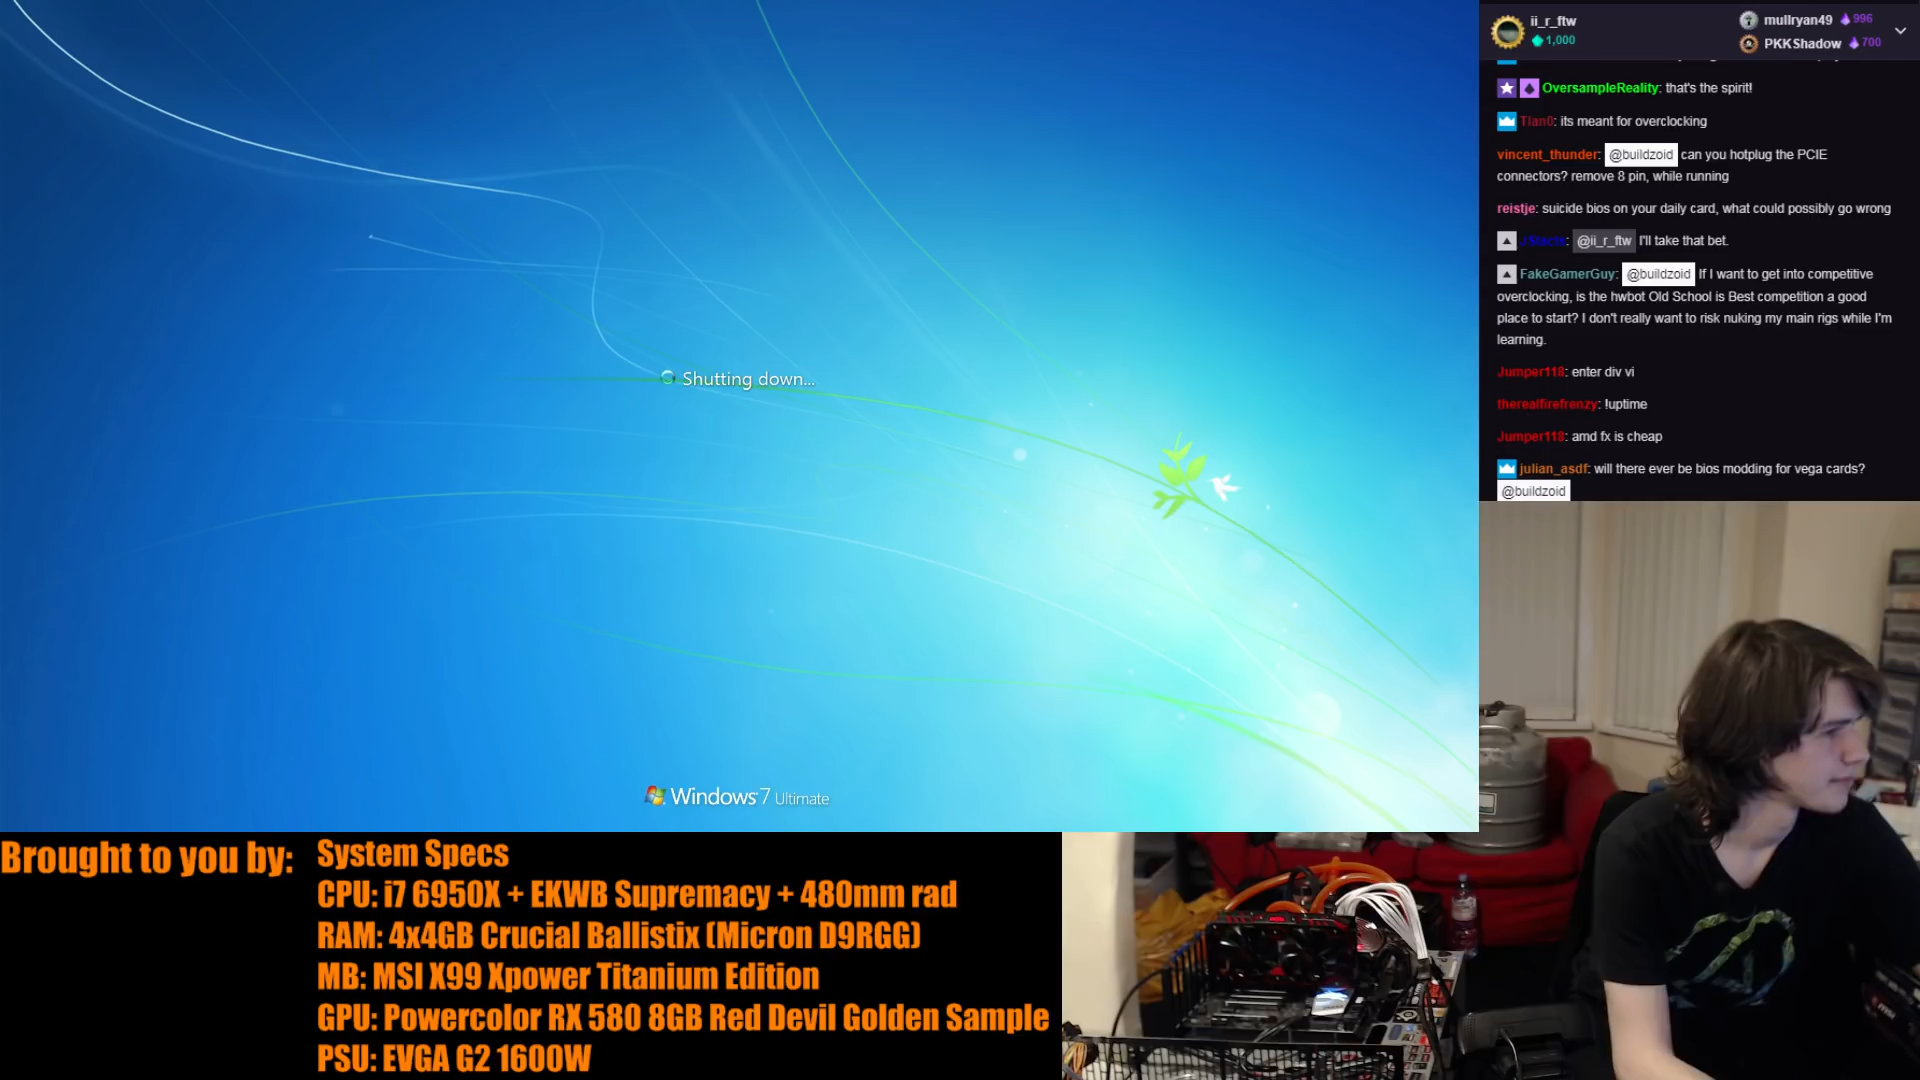 Shutting down...
Windows 7 Ultimate
ii_r_ftw
1,000
mullryan49 996
PKKShadow 700
OversampleReality: that's the spirit!
Tlan0: its meant for overclocking
vincent_thunder: @buildzoid can you hotplug the PCIE
connectors? remove 8 pin, while running
reistje: suicide bios on your daily card, what could possibly go wrong
@ii_r_ftw I'll take that bet.
FakeGamerGuy: @buildzoid If I want to get into competitive
overclocking, is the hwbot Old School is Best competition a good
place to start? I don't really want to risk nuking my main rigs while I'm
learning.
Jumper118: enter div vi
therealfirefrenzy: !uptime
Jumper118: amd fx is cheap
julian_asdf: will there ever be bios modding for vega cards?
@buildzoid
Brought to you by:
System Specs
CPU: i7 6950X + EKWB Supremacy + 480mm rad
RAM: 4x4GB Crucial Ballistix (Micron D9RGG)
MB: MSI X99 Xpower Titanium Edition
GPU: Powercolor RX 580 8GB Red Devil Golden Sample
PSU: EVGA G2 1600W